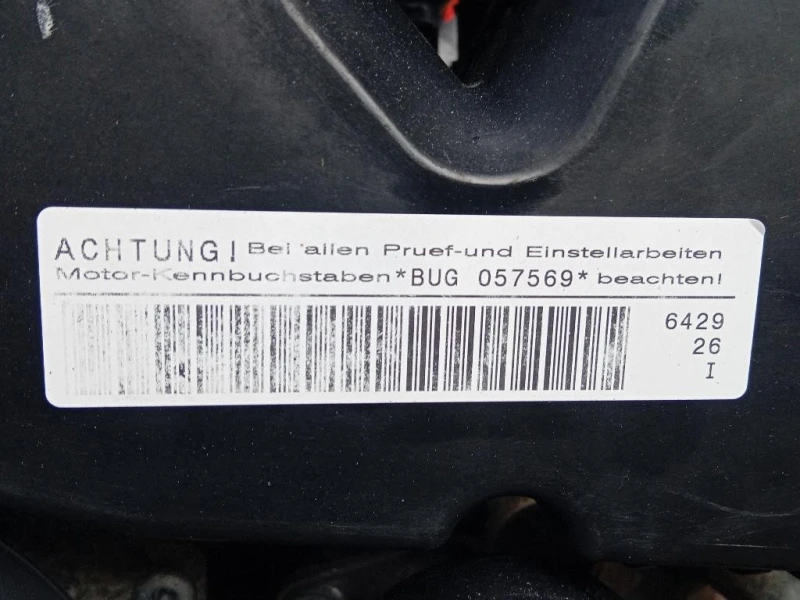 ACHTUNG! Bei allen Pruef-und Einstellarbeiten
Motor-Kennbuchstaben *BUG 057569* beachten!
6429
26
I